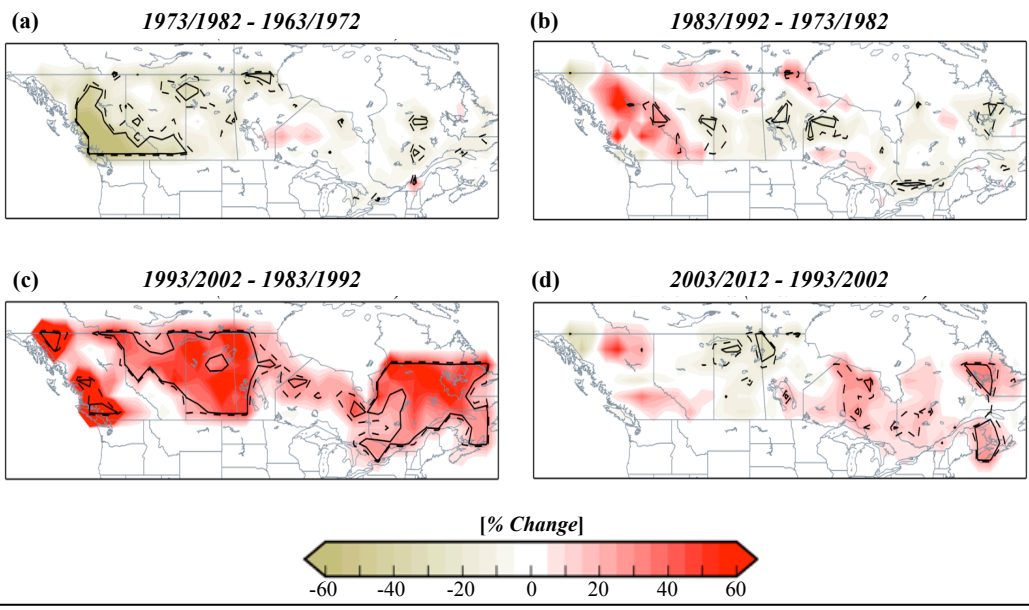 (a) 1973/1982 - 1963/1972
(b) 1983/1992 - 1973/1982
(c) 1993/2002 - 1983/1992
(d) 2003/2012 - 1993/2002
[% Change]
-60 -40 -20 0 20 40 60